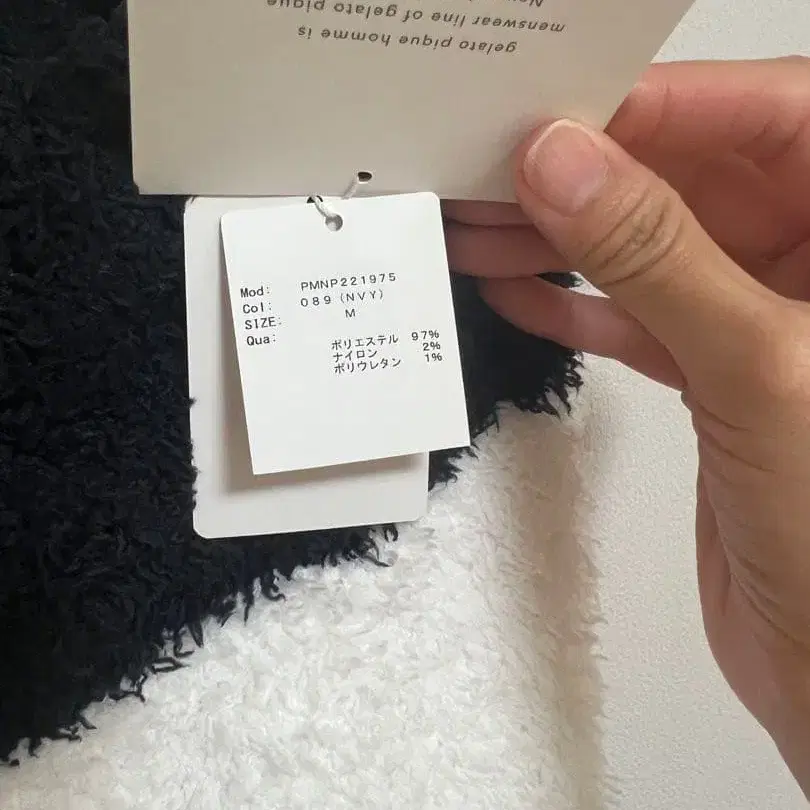 gelato pique homme is
menswear line of gelato pique
Mod: PMNP221975
Col: 089 (NVY)
SIZE: M
Qua: ポリエステル 97%
ナイロン 2%
ポリウレタン 1%